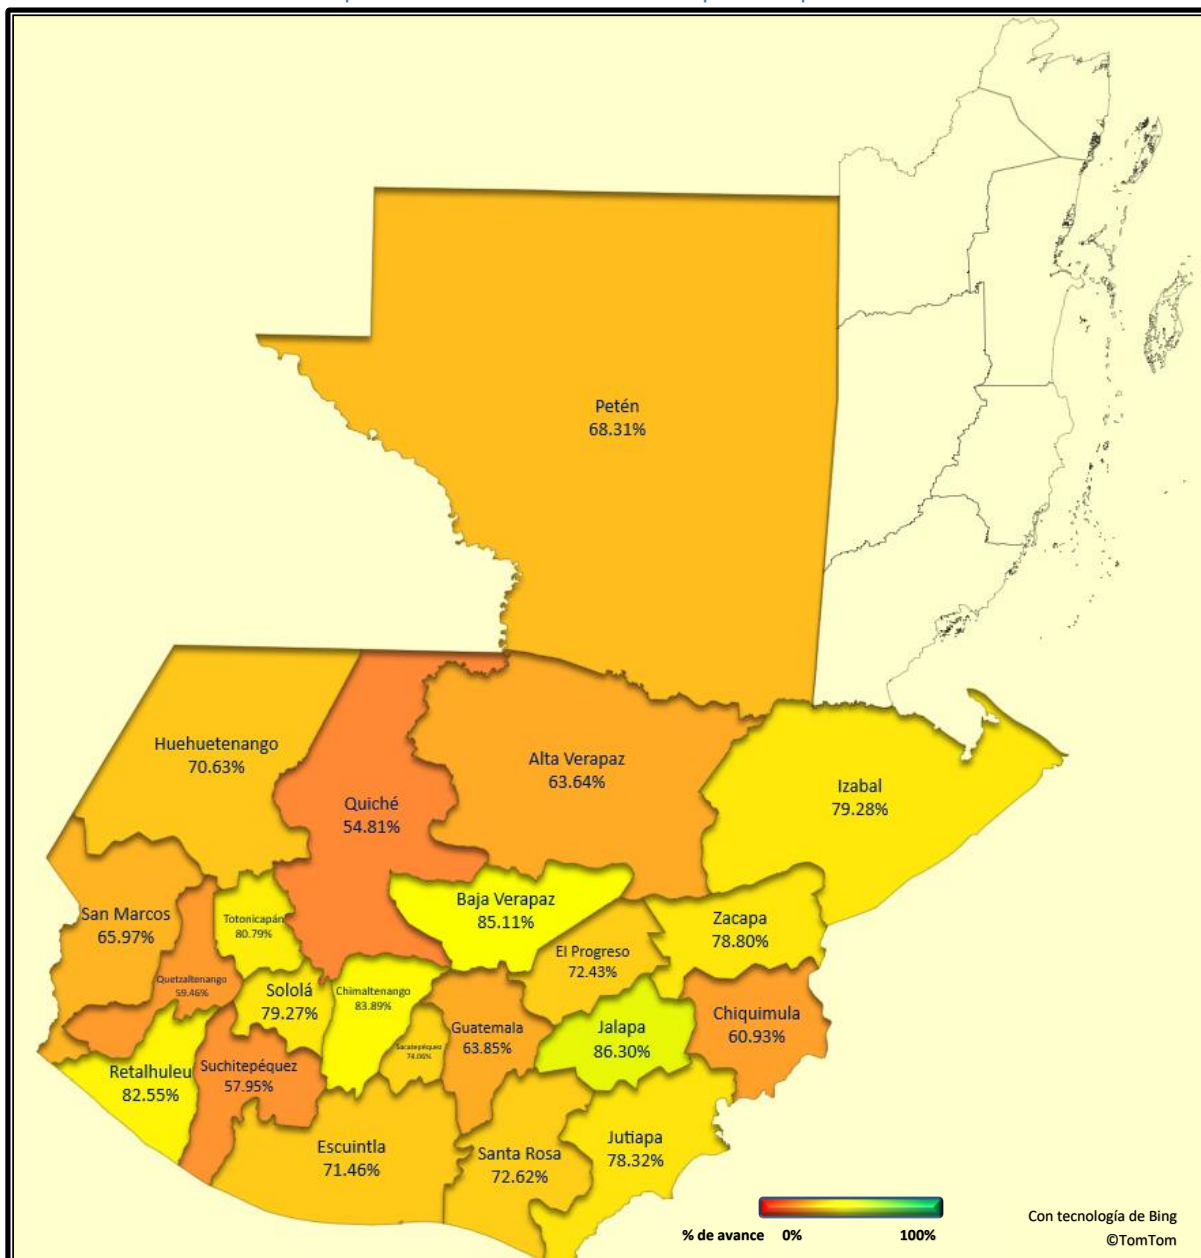 Petén
68.31%
Huehuetenango
70.63%
Alta Verapaz
63.64%
Izabal
79.28%
Quiché
54.81%
Baja Verapaz
85.11%
San Marcos
65.97%
Totonicapán
80.79%
Zacapa
78.80%
El Progreso
72.43%
Quetzaltenango
59.46%
Sololá
79.27%
Chimaltenango
83.89%
Guatemala
63.85%
Jalapa
86.30%
Chiquimula
60.93%
Sacatepéquez
74.06%
Retalhuleu
82.55%
Suchitepéquez
57.95%
Escuintla
71.46%
Santa Rosa
72.62%
Jutiapa
78.32%
% de avance 0% 100%
Con tecnología de Bing
©TomTom